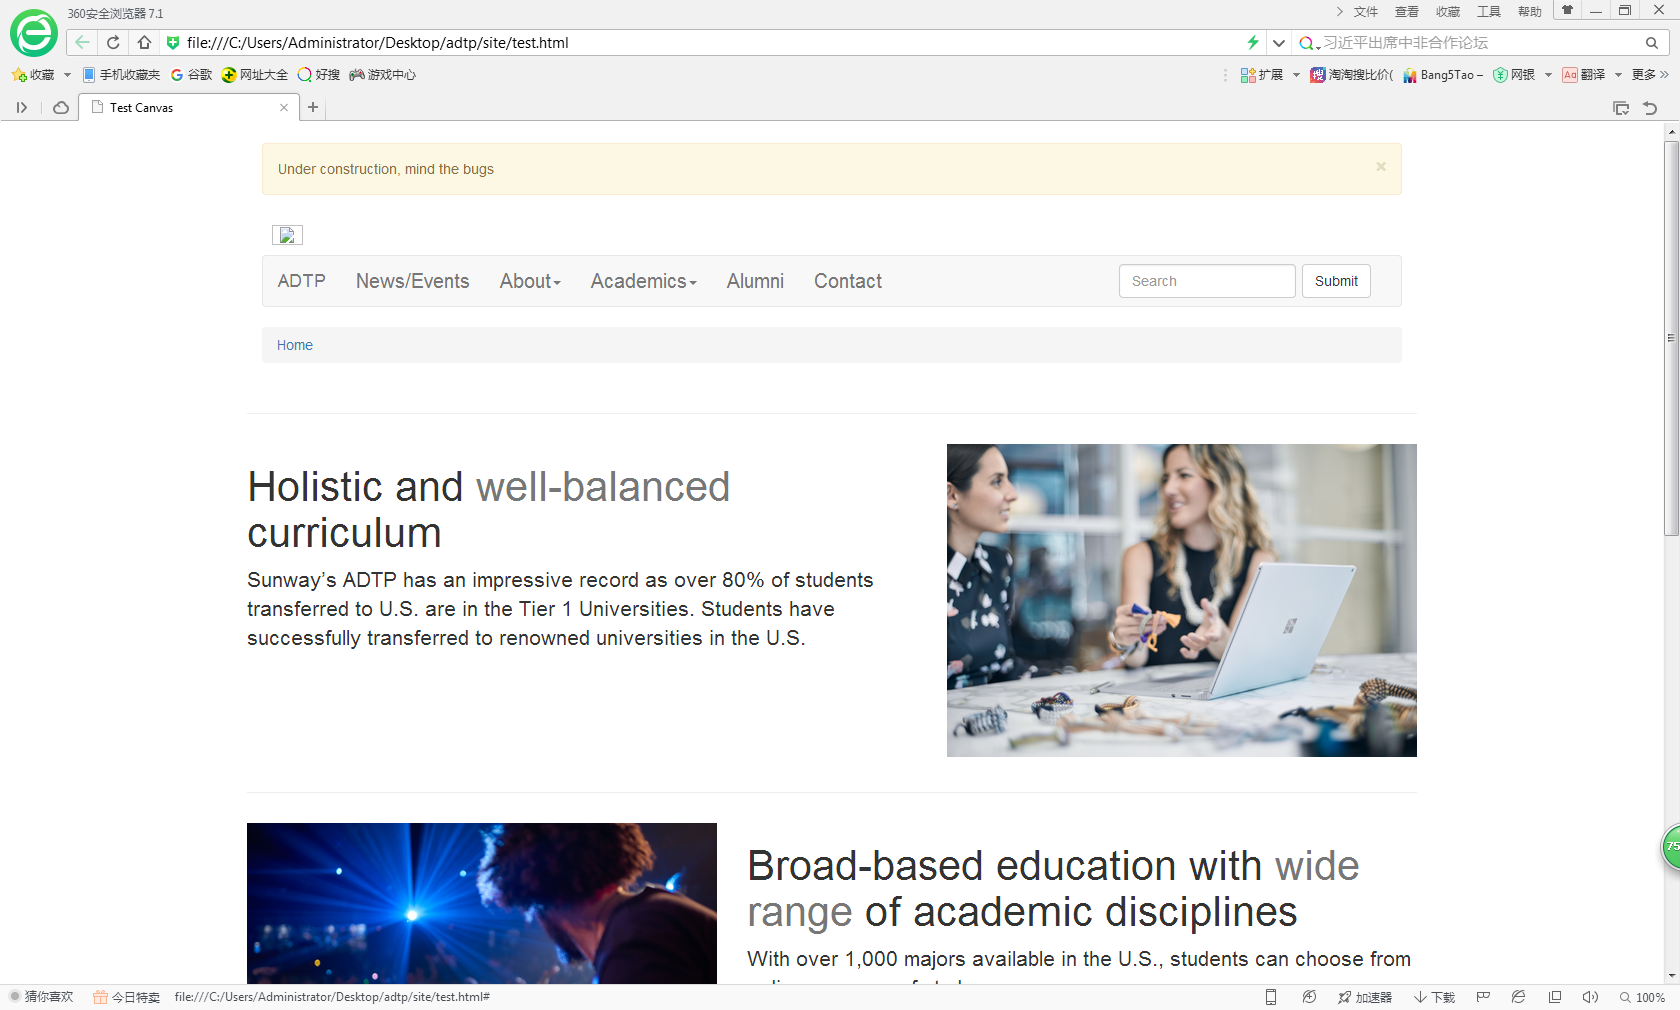 360安全浏览器 7.1
文件 查看 收藏 工具 帮助
file:///C:/Users/Administrator/Desktop/adtp/site/test.html
习近平出席中非合作论坛
收藏 手机收藏夹 谷歌 网址大全 好搜 游戏中心
扩展 淘淘搜比价( Bang5Tao – 网银 Aa 翻译 更多
Test Canvas
Under construction, mind the bugs
×
ADTP News/Events About Academics Alumni Contact Search Submit
Home
Holistic and well-balanced
curriculum
Sunway’s ADTP has an impressive record as over 80% of students
transferred to U.S. are in the Tier 1 Universities. Students have
successfully transferred to renowned universities in the U.S.
Broad-based education with wide
range of academic disciplines
With over 1,000 majors available in the U.S., students can choose from
75
猜你喜欢 今日特卖 file:///C:/Users/Administrator/Desktop/adtp/site/test.html#
加速器 下载 100%